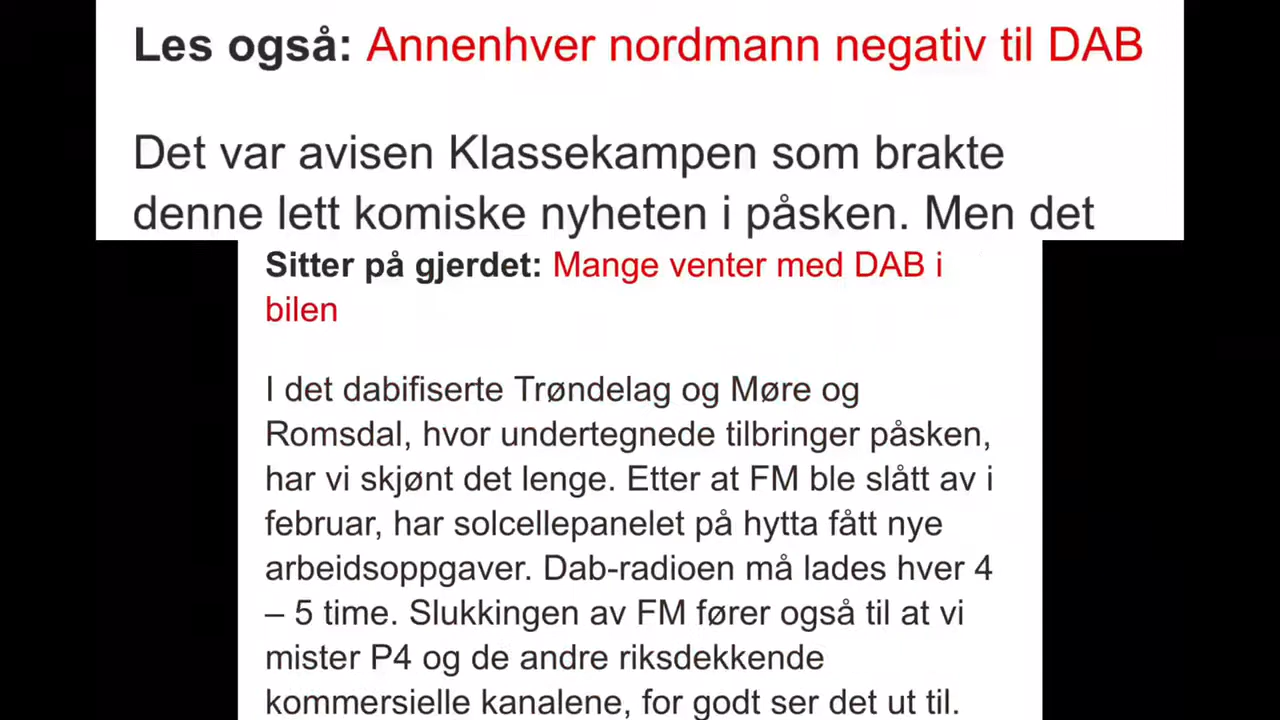 Les også: Annenhver nordmann negativ til DAB
Det var avisen Klassekampen som brakte
denne lett komiske nyheten i påsken. Men det
Sitter på gjerdet: Mange venter med DAB i
bilen
I det dabifiserte Trøndelag og Møre og
Romsdal, hvor undertegnede tilbringer påsken,
har vi skjønt det lenge. Etter at FM ble slått av i
februar, har solcellepanelet på hytta fått nye
arbeidsoppgaver. Dab-radioen må lades hver 4
– 5 time. Slukkingen av FM fører også til at vi
mister P4 og de andre riksdekkende
kommersielle kanalene, for godt ser det ut til.